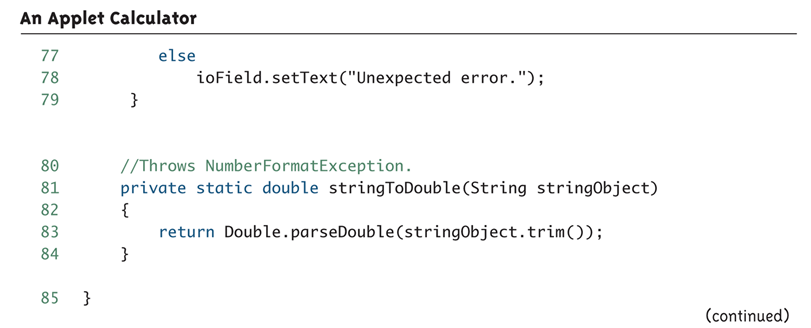 An Applet Calculator
77 else
78 ioField.setText("Unexpected error.");
79 }
80 //Throws NumberFormatException.
81 private static double stringToDouble(String stringObject)
82 {
83 return Double.parseDouble(stringObject.trim());
84 }
85 }
(continued)